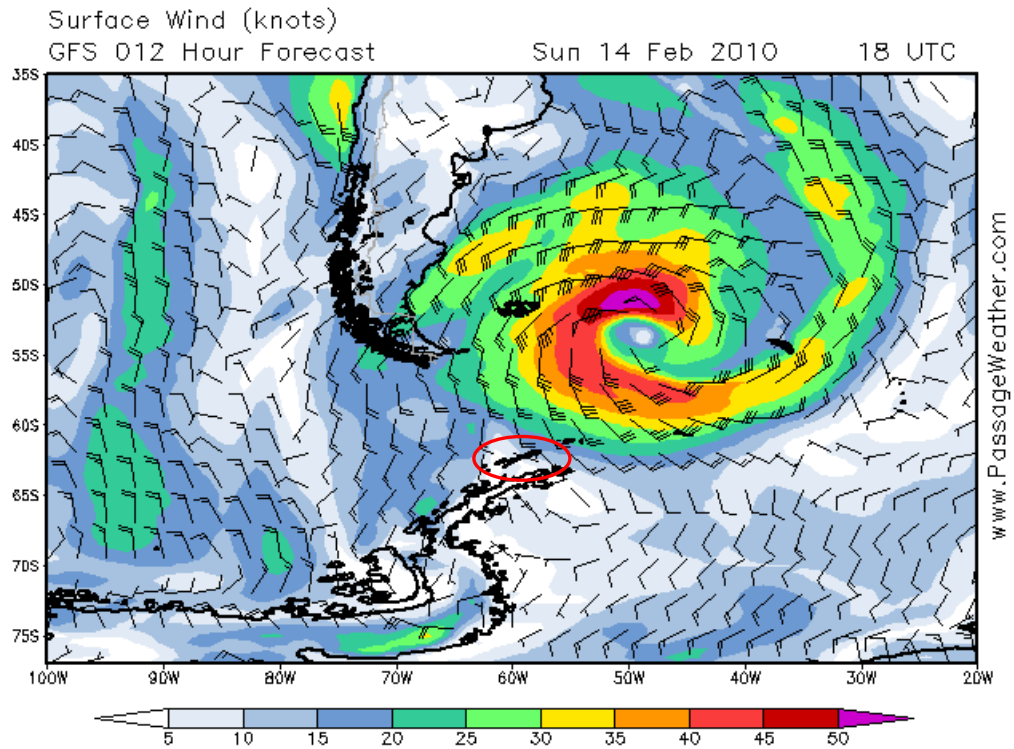 Surface Wind (knots)
GFS 012 Hour Forecast Sun 14 Feb 2010 18 UTC
35S
40S
45S
50S
55S
60S
65S
70S
75S
100W 90W 80W 70W 60W 50W 40W 30W 20W
5 10 15 20 25 30 35 40 45 50
www.PassageWeather.com